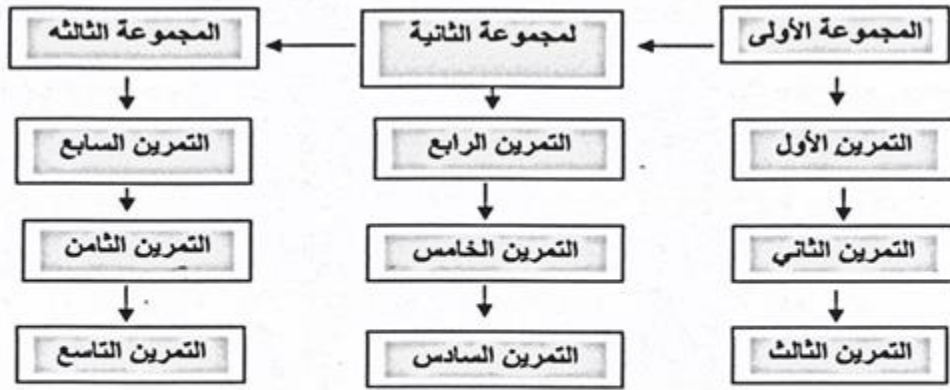 المجموعة الأولى
لمجموعة الثانية
المجموعة الثالثه
التمرين الأول
التمرين الرابع
التمرين السابع
التمرين الثاني
التمرين الخامس
التمرين الثامن
التمرين الثالث
التمرين السادس
التمرين التاسع